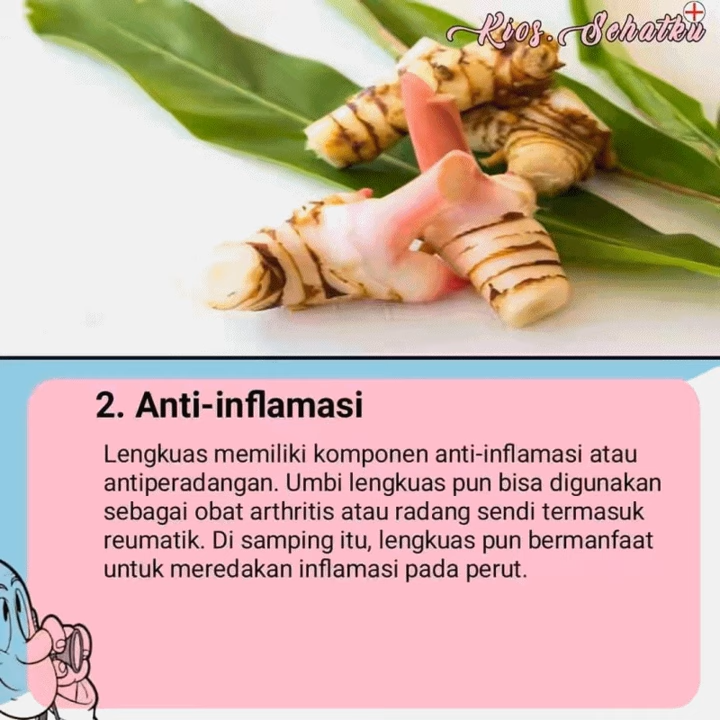 Kios.Sehatku
2. Anti-inflamasi
Lengkuas memiliki komponen anti-inflamasi atau
antiperadangan. Umbi lengkuas pun bisa digunakan
sebagai obat arthritis atau radang sendi termasuk
reumatik. Di samping itu, lengkuas pun bermanfaat
untuk meredakan inflamasi pada perut.